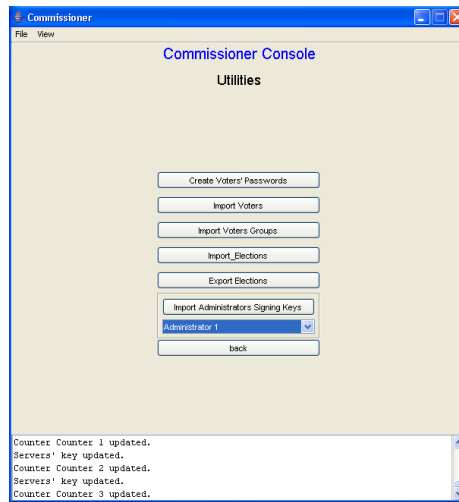 Commissioner
File View
Commissioner Console
Utilities
Create Voters' Passwords
Import Voters
Import Voters Groups
Import_Elections
Export Elections
Import Administrators Signing Keys
Administrator 1
back
Counter Counter 1 updated.
Servers' key updated.
Counter Counter 2 updated.
Servers' key updated.
Counter Counter 3 updated.